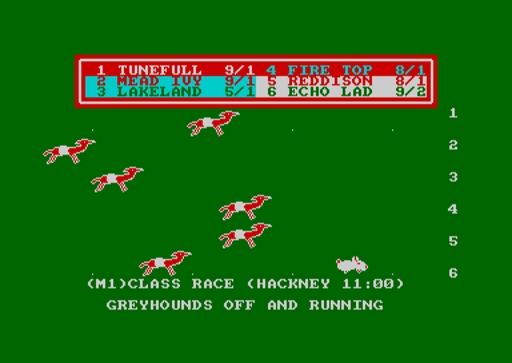 1 TUNEFULL 9/1 4 FIRE TOP 8/1
2 MEAD IVY 9/1 5 REDDISON 8/1
3 LAKELAND 5/1 6 ECHO LAD 9/2
1
2
3
4
5
6
(M1)CLASS RACE (HACKNEY 11:00)
GREYHOUNDS OFF AND RUNNING